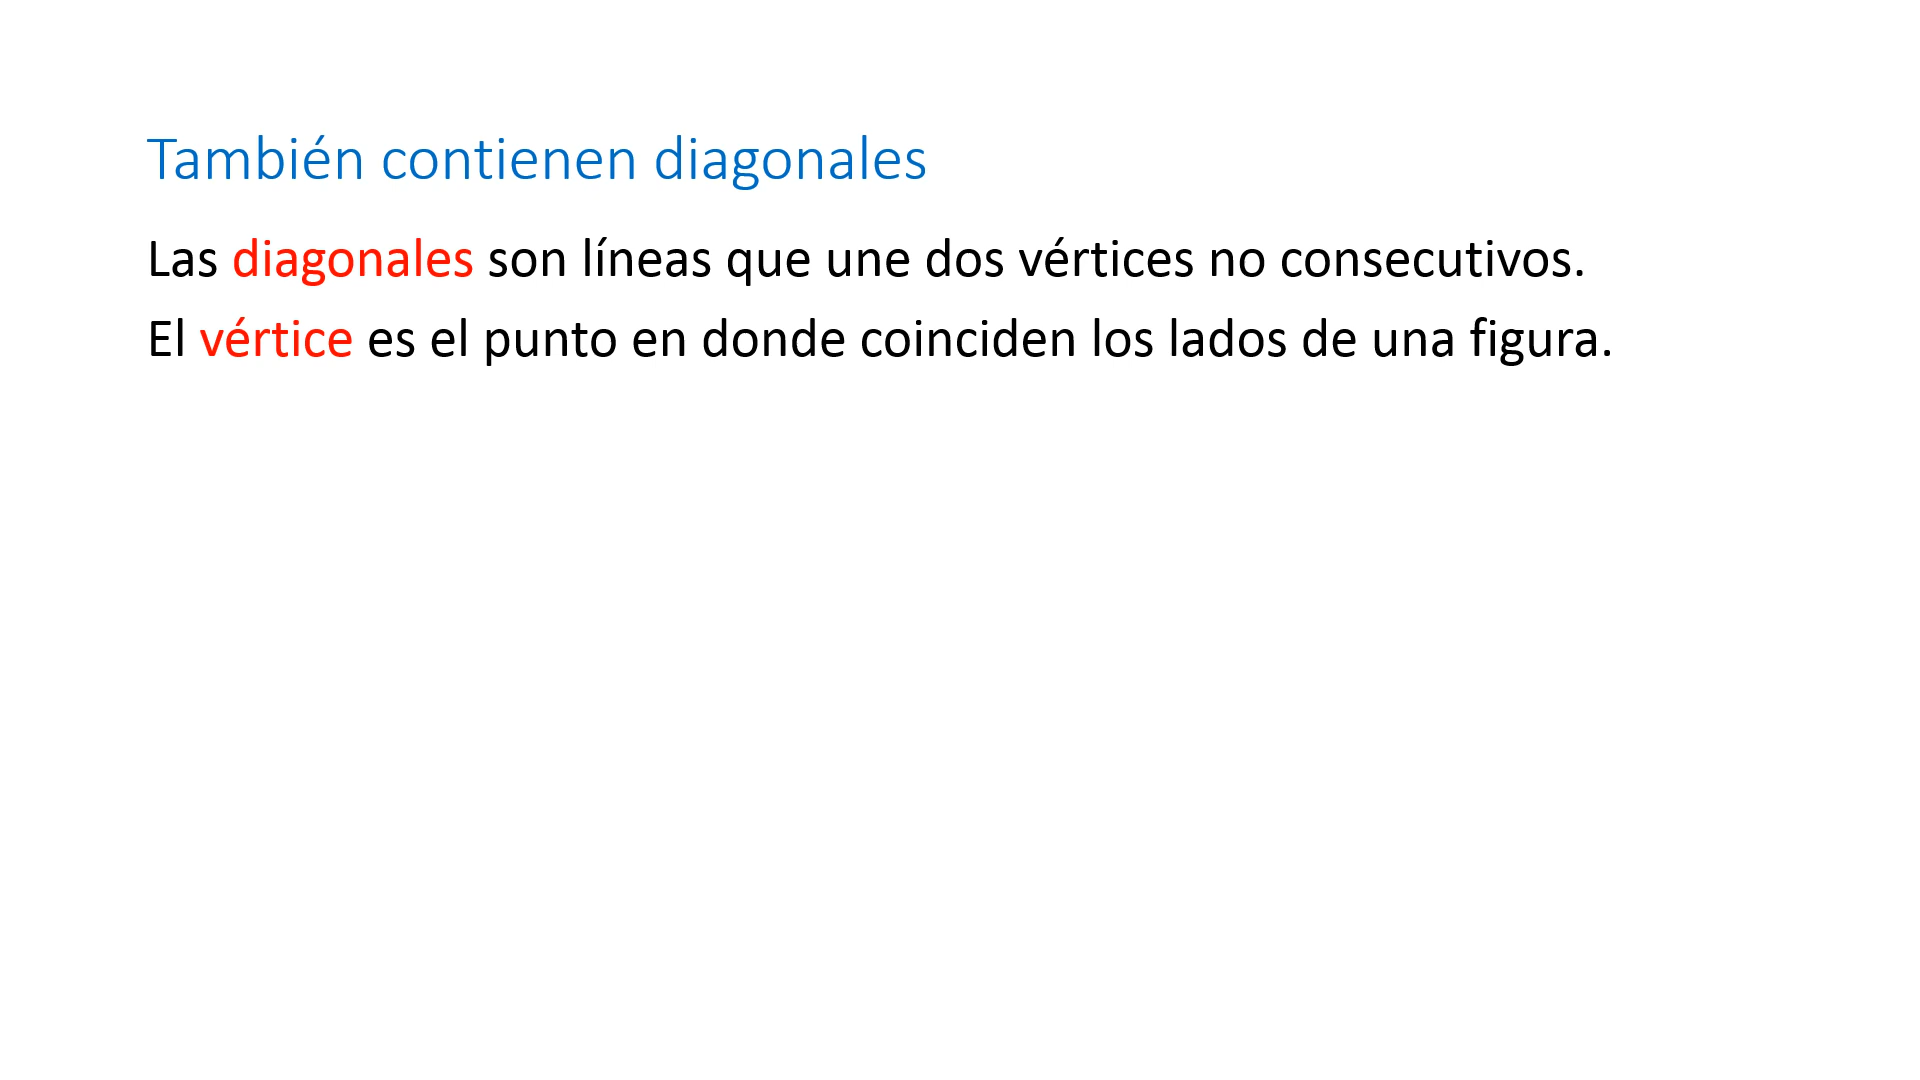 También contienen diagonales
Las diagonales son líneas que une dos vértices no consecutivos.
El vértice es el punto en donde coinciden los lados de una figura.